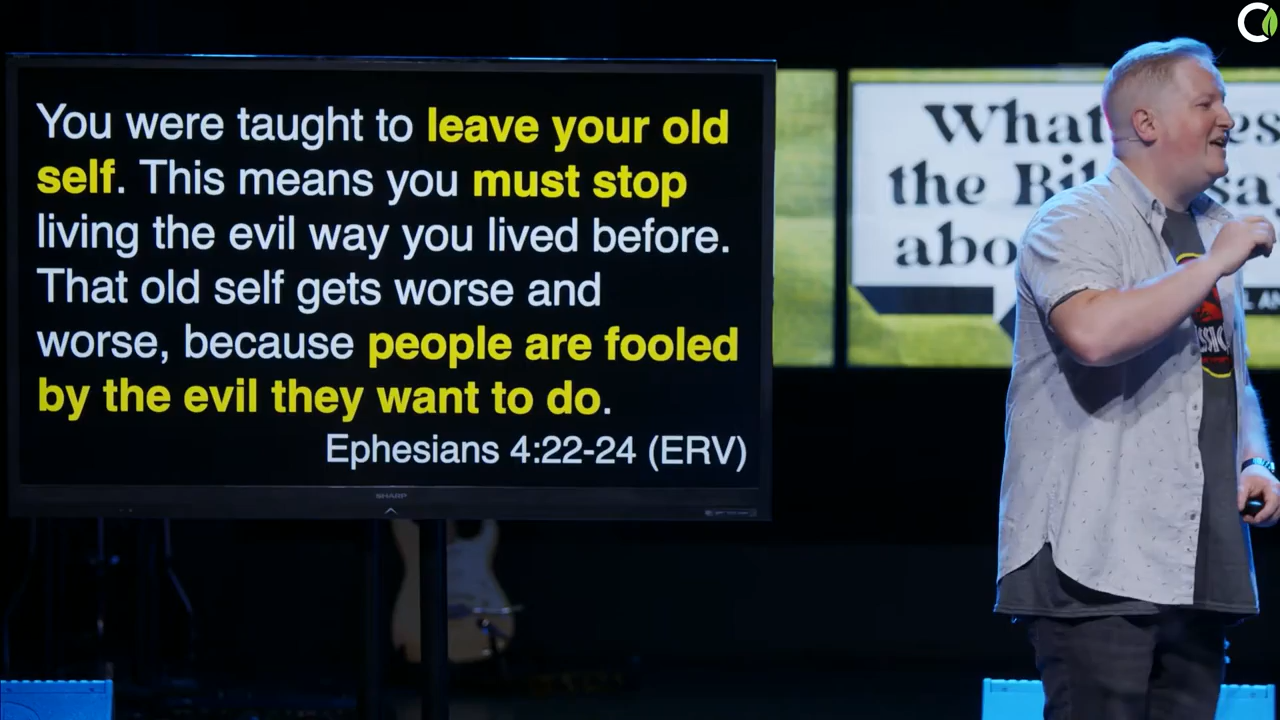 You were taught to leave your old
self. This means you must stop
living the evil way you lived before.
That old self gets worse and
worse, because people are fooled
by the evil they want to do.
Ephesians 4:22-24 (ERV)
SHARP
What
the